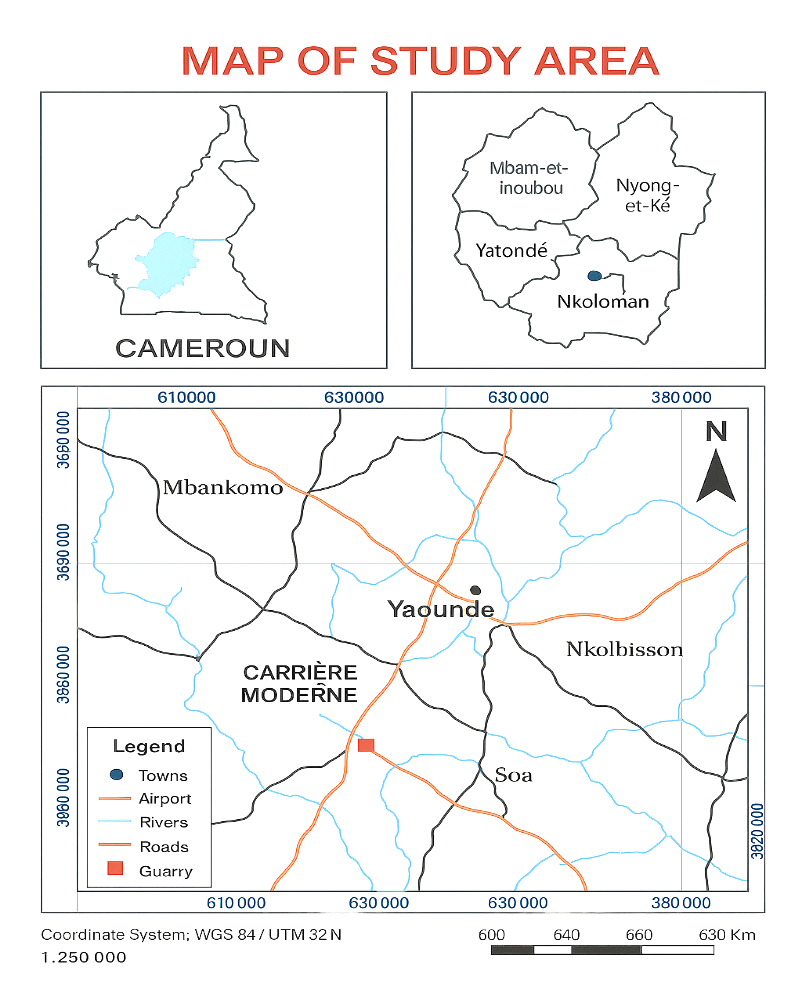 MAP OF STUDY AREA
CAMEROUN
Mbam-et-
inoubou
Nyong-
et-Ké
Yatondé
Nkoloman
610000
630000
630 000
380 000
3680 000
3690 000
3860 000
3960 000
3820 000
N
Mbankomo
Yaounde
Nkolbisson
CARRIÈRE
MODERNE
Soa
Legend
Towns
Airport
Rivers
Roads
Guarry
610 000
630 000
630 000
380 000
Coordinate System; WGS 84 / UTM 32 N
1.250 000
600
640
660
630 Km